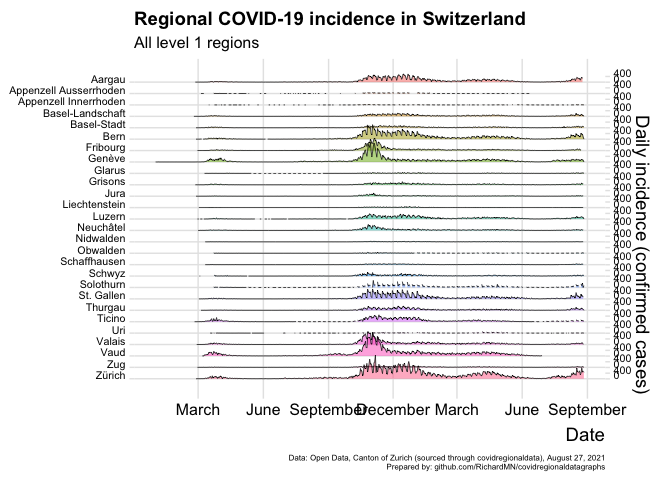 Regional COVID-19 incidence in Switzerland
All level 1 regions
Aargau
Appenzell Ausserrhoden
Appenzell Innerrhoden
Basel-Landschaft
Basel-Stadt
Bern
Fribourg
Genève
Glarus
Grisons
Jura
Liechtenstein
Luzern
Neuchâtel
Nidwalden
Obwalden
Schaffhausen
Schwyz
Solothurn
St. Gallen
Thurgau
Ticino
Uri
Valais
Vaud
Zug
Zürich
400
Daily incidence (confirmed cases)
March June September December March June September
Date
Data: Open Data, Canton of Zurich (sourced through covidregionaldata), August 27, 2021
Prepared by: github.com/RichardMN/covidregionaldatagraphs